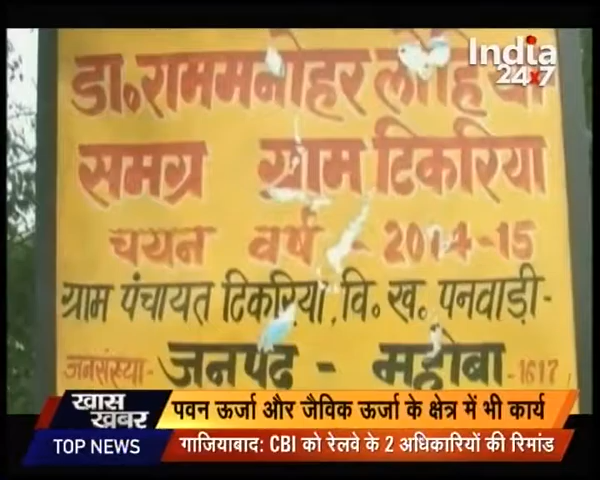 India
24x7
डा०राममनोहर लोहिया
समग्र ग्राम टिकरिया
चयन वर्ष - 2014-15
ग्राम पंचायत टिकरिया, वि० ख० पनवाड़ी-
जनसंख्या- जनपद - महोबा - 1617
खास खबर
पवन ऊर्जा और जैविक ऊर्जा के क्षेत्र में भी कार्य
TOP NEWS
गाजियाबाद: CBI को रेलवे के 2 अधिकारियों की रिमांड